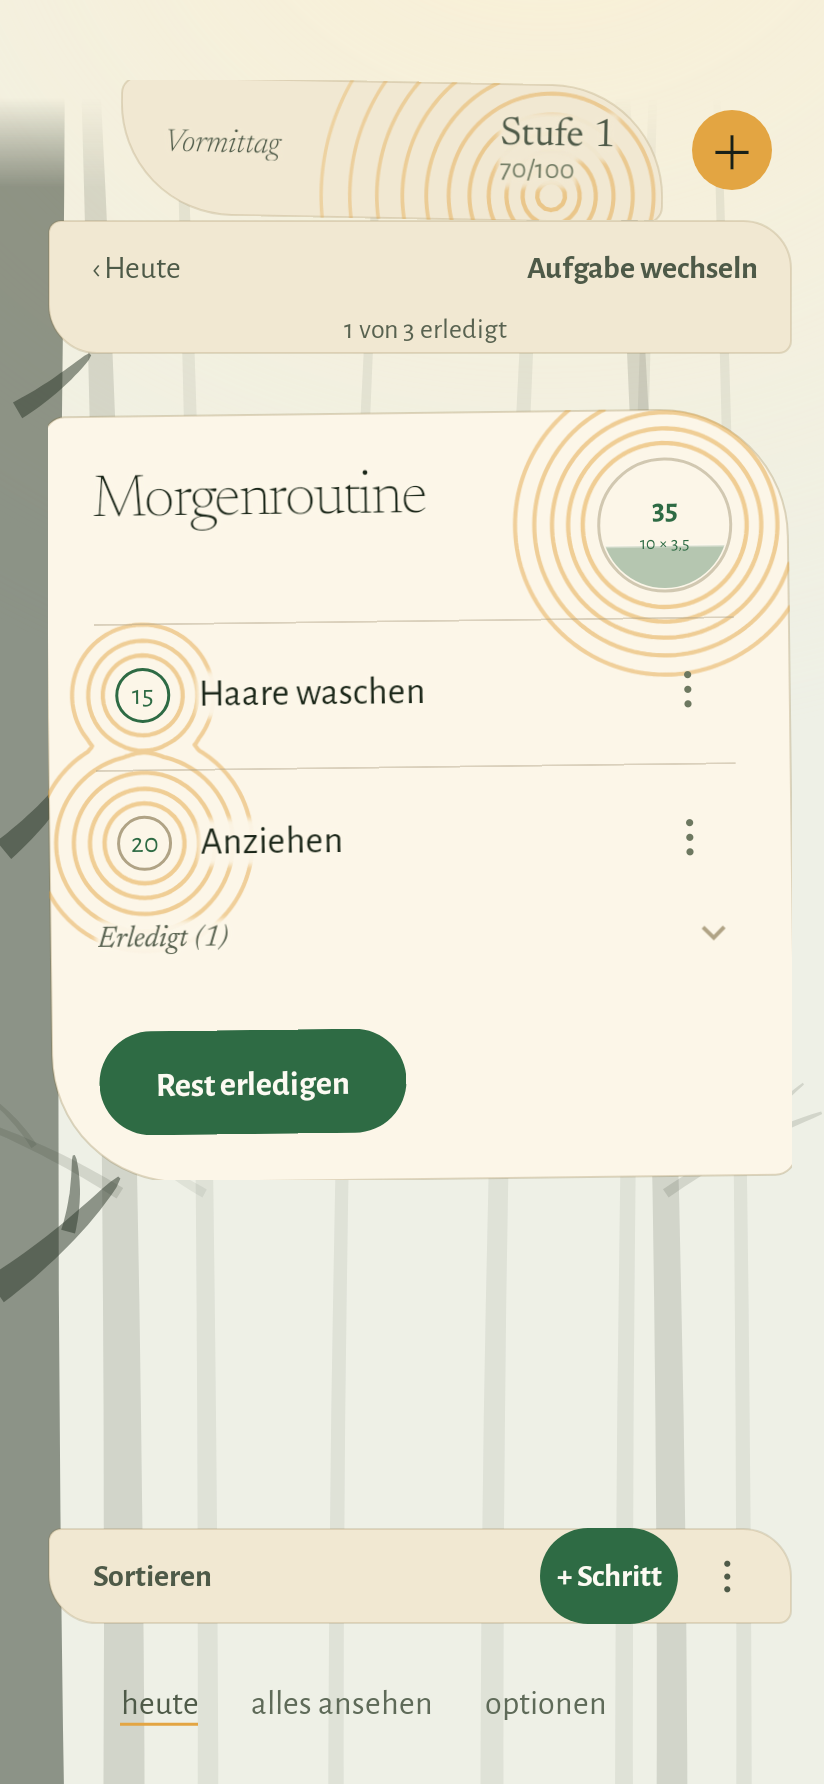 Vormittag
Stufe 1
70/100
+
‹ Heute
Aufgabe wechseln
1 von 3 erledigt
Morgenroutine
35
10 × 3,5
15
Haare waschen
20
Anziehen
Erledigt (1)
Rest erledigen
Sortieren
+ Schritt
heute
alles ansehen
optionen